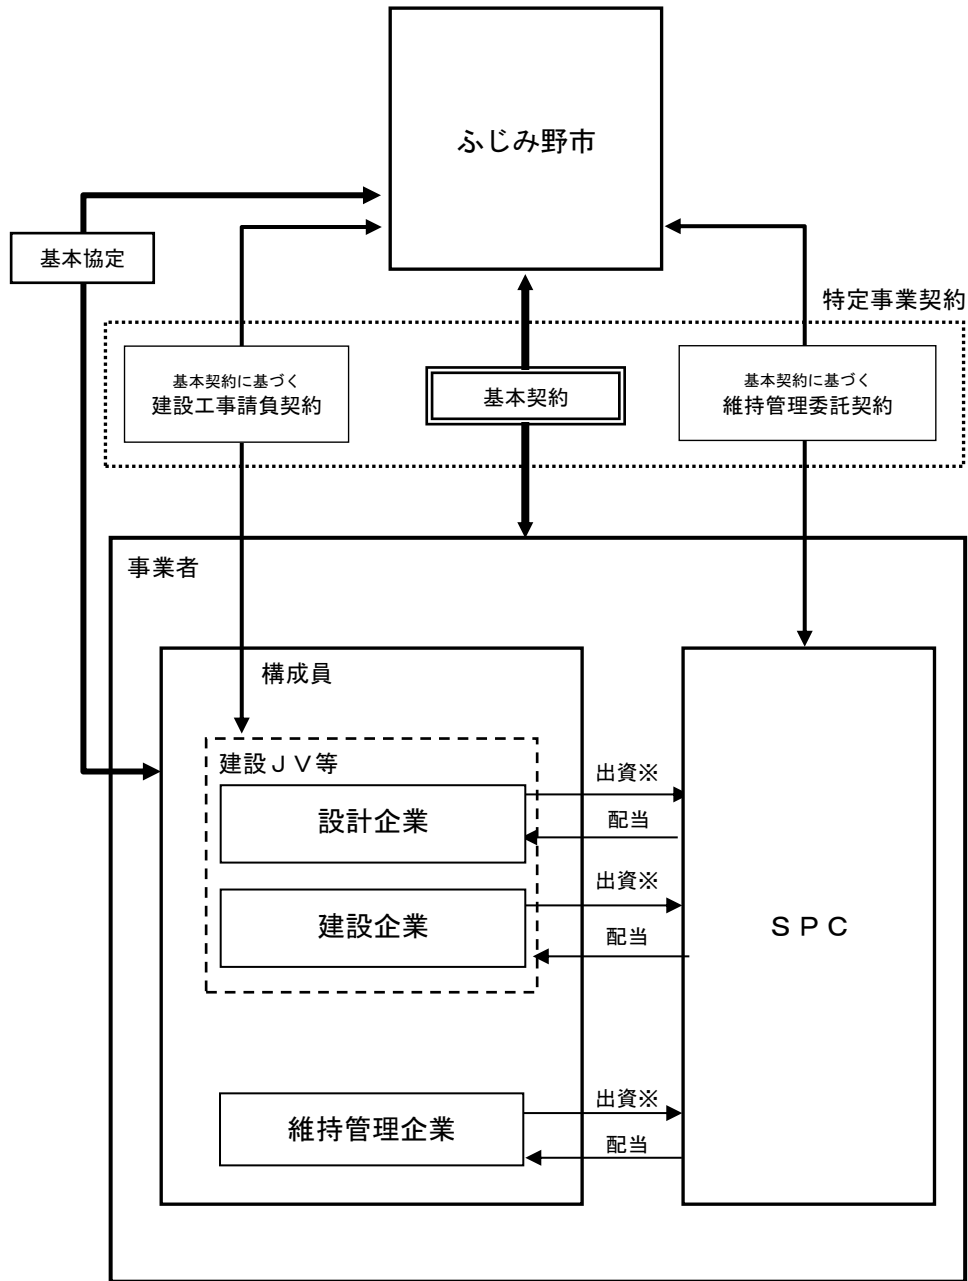 ふじみ野市
基本協定
特定事業契約
基本契約に基づく
建設工事請負契約
基本契約
基本契約に基づく
維持管理委託契約
事業者
構成員
建設ＪＶ等
設計企業
出資※
配当
建設企業
出資※
配当
ＳＰＣ
維持管理企業
出資※
配当